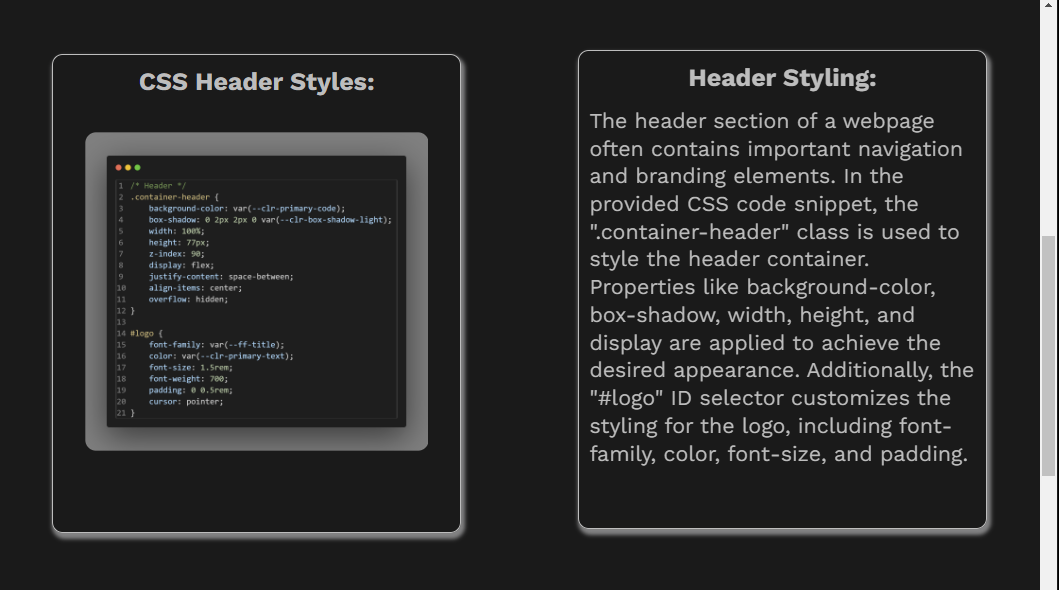 CSS Header Styles:
1 /* Header */
2 .container-header {
3 background-color: var(--clr-primary-code);
4 box-shadow: 0 2px 2px 0 var(--clr-box-shadow-light);
5 width: 100%;
6 height: 77px;
7 z-index: 90;
8 display: flex;
9 justify-content: space-between;
10 align-items: center;
11 overflow: hidden;
12 }
13
14 #logo {
15 font-family: var(--ff-title);
16 color: var(--clr-primary-text);
17 font-size: 1.5rem;
18 font-weight: 700;
19 padding: 0 0.5rem;
20 cursor: pointer;
21 }
Header Styling:
The header section of a webpage
often contains important navigation
and branding elements. In the
provided CSS code snippet, the
".container-header" class is used to
style the header container.
Properties like background-color,
box-shadow, width, height, and
display are applied to achieve the
desired appearance. Additionally, the
"#logo" ID selector customizes the
styling for the logo, including font-
family, color, font-size, and padding.